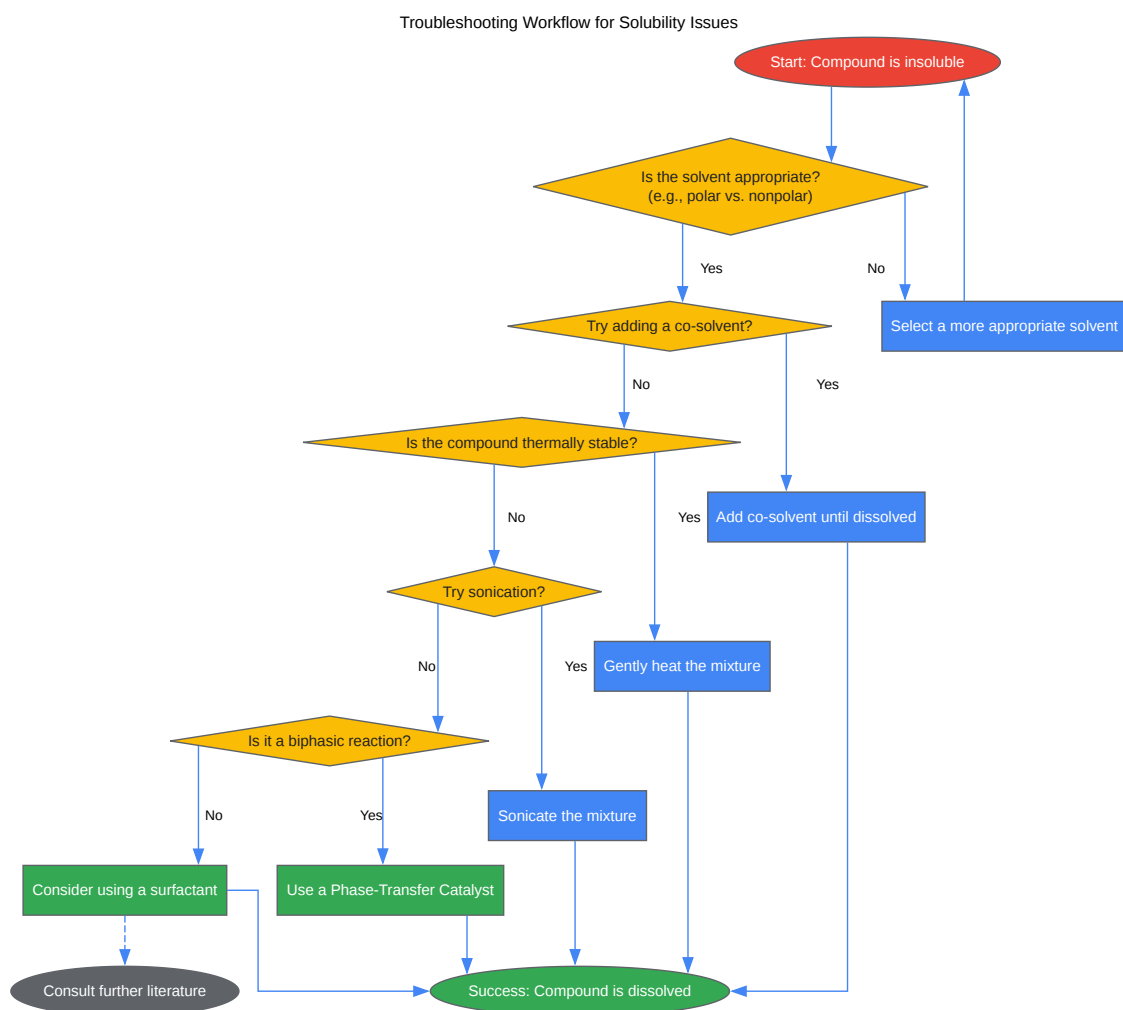 Troubleshooting Workflow for Solubility Issues
Start: Compound is insoluble
Is the solvent appropriate?
(e.g., polar vs. nonpolar)
Yes
No
Try adding a co-solvent?
Select a more appropriate solvent
No
Yes
Is the compound thermally stable?
No
Yes
Add co-solvent until dissolved
Try sonication?
No
Yes
Gently heat the mixture
Is it a biphasic reaction?
No
Yes
Sonicate the mixture
Consider using a surfactant
Use a Phase-Transfer Catalyst
Consult further literature
Success: Compound is dissolved